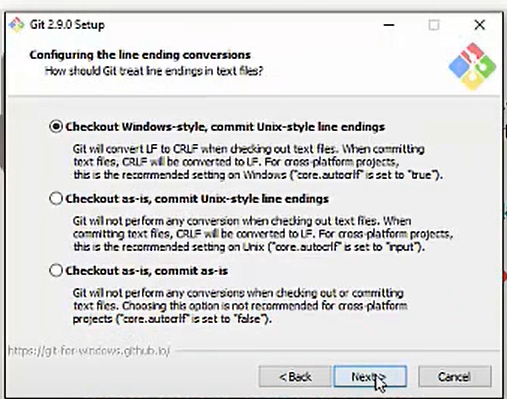 Git 2.9.0 Setup
Configuring the line ending conversions
How should Git treat line endings in text files?
Checkout Windows-style, commit Unix-style line endings
Git will convert LF to CRLF when checking out text files. When committing
text files, CRLF will be converted to LF. For cross-platform projects,
this is the recommended setting on Windows ("core.autocrlf" is set to "true").
Checkout as-is, commit Unix-style line endings
Git will not perform any conversion when checking out text files. When
committing text files, CRLF will be converted to LF. For cross-platform projects,
this is the recommended setting on Unix ("core.autocrlf" is set to "input").
Checkout as-is, commit as-is
Git will not perform any conversions when checking out or committing
text files. Choosing this option is not recommended for cross-platform
projects ("core.autocrlf" is set to "false").
https://git-for-windows.github.io/
< Back
Next >
Cancel